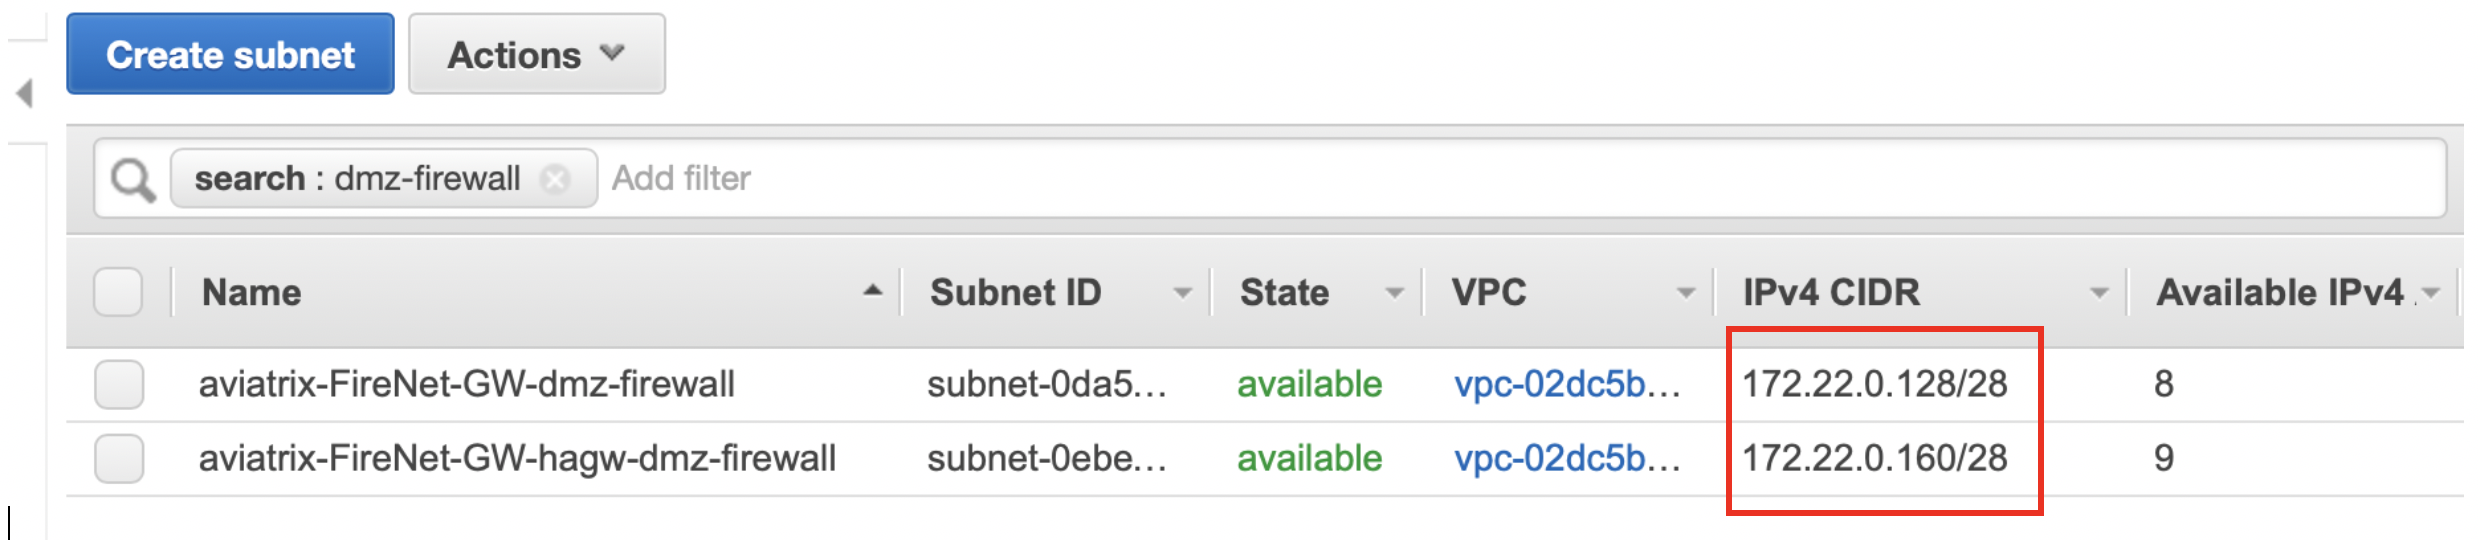 Create subnet Actions
search : dmz-firewall Add filter
Name Subnet ID State VPC IPv4 CIDR Available IPv4 .
aviatrix-FireNet-GW-dmz-firewall subnet-0da5... available vpc-02dc5b... 172.22.0.128/28 8
aviatrix-FireNet-GW-hagw-dmz-firewall subnet-0ebe... available vpc-02dc5b... 172.22.0.160/28 9